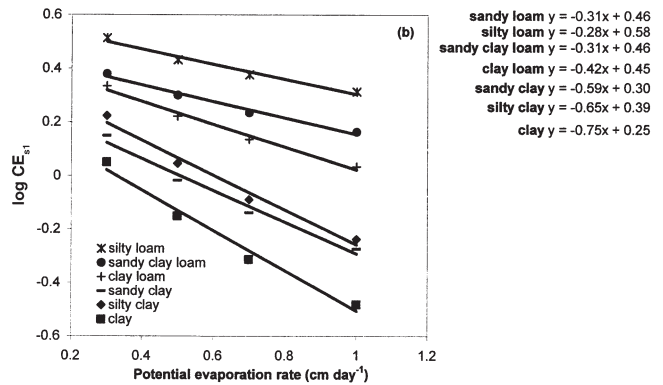 (b)
sandy loam y = -0.31x + 0.46
silty loam y = -0.28x + 0.58
sandy clay loam y = -0.31x + 0.46
clay loam y = -0.42x + 0.45
sandy clay y = -0.59x + 0.30
silty clay y = -0.65x + 0.39
clay y = -0.75x + 0.25
log CEs1
0.6
0.4
0.2
0
-0.2
-0.4
-0.6
silty loam
sandy clay loam
clay loam
sandy clay
silty clay
clay
0.2 0.4 0.6 0.8 1 1.2
Potential evaporation rate (cm day⁻¹)